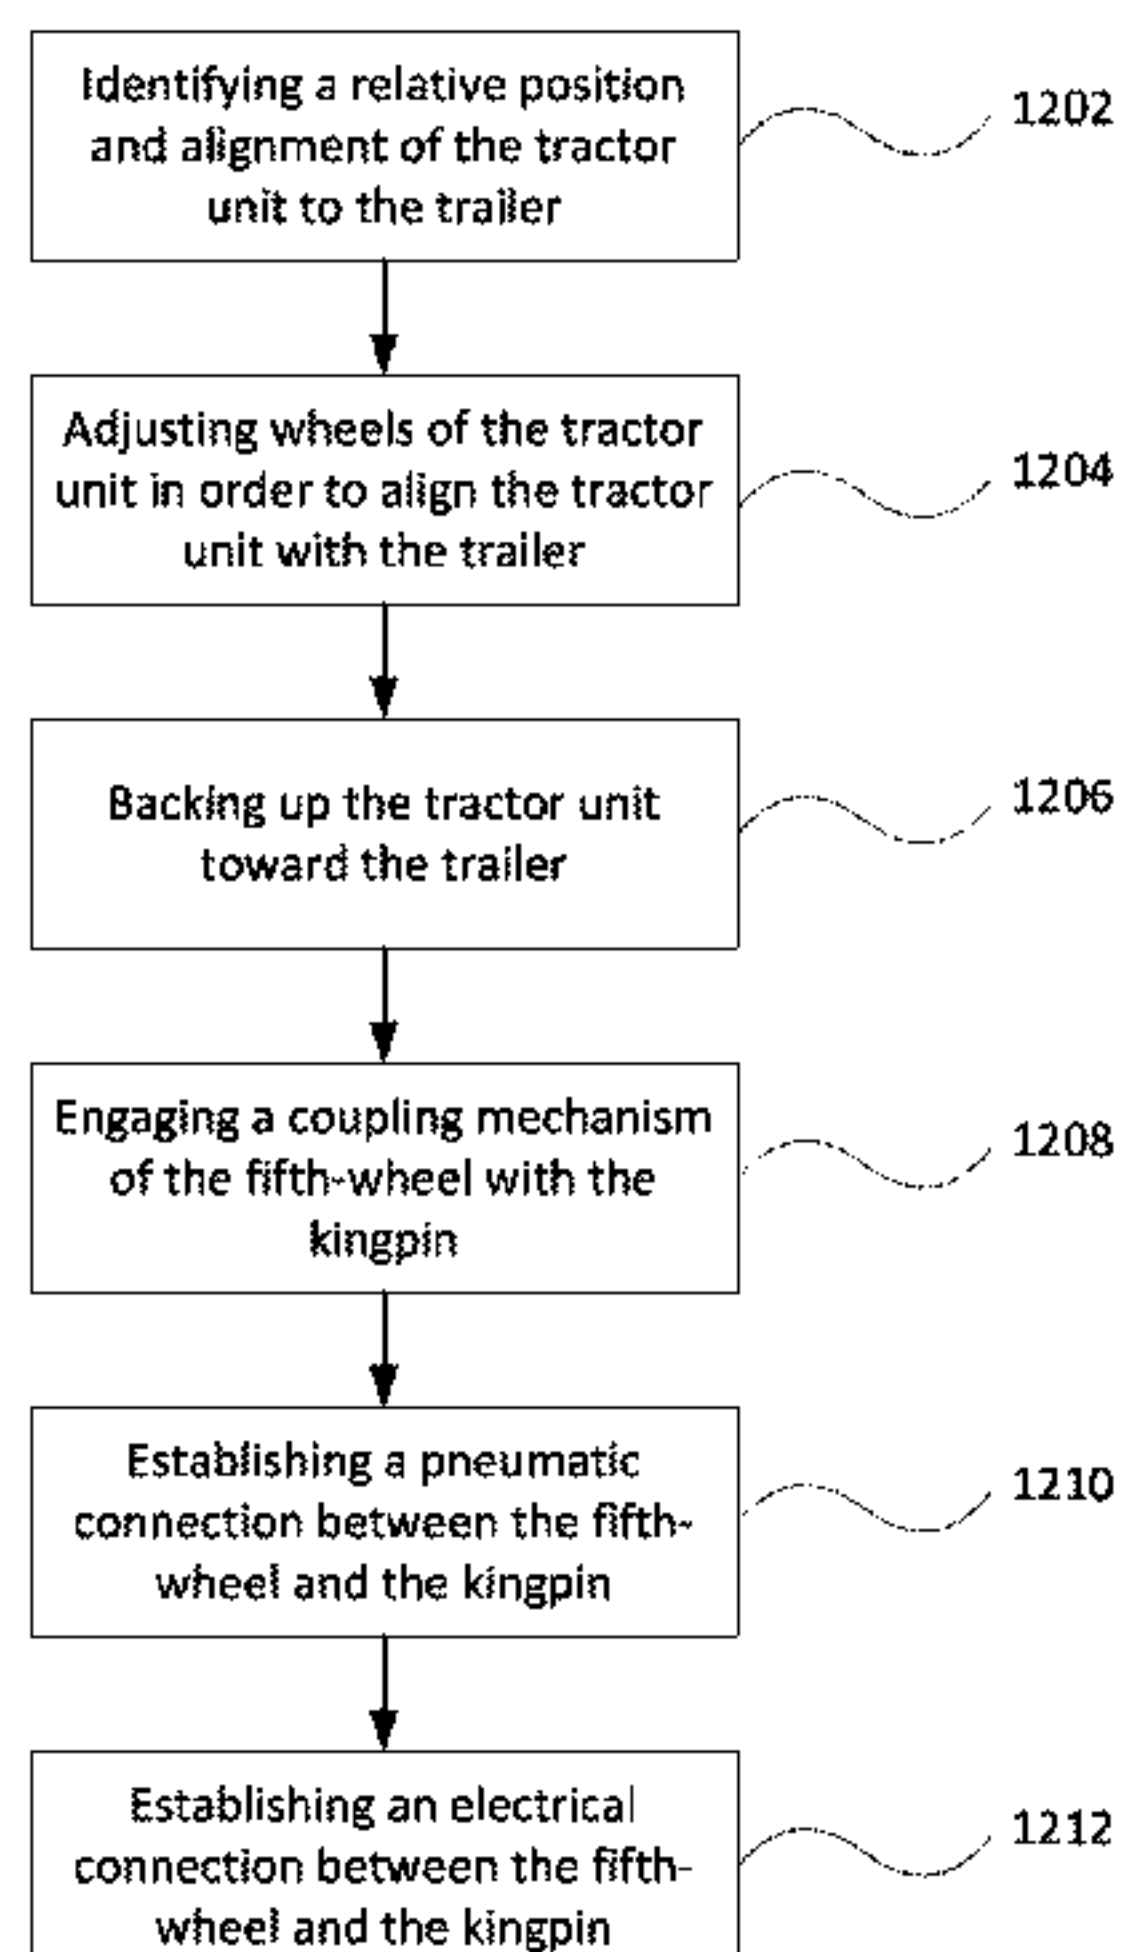 Identifying a relative position
and alignment of the tractor
unit to the trailer
1202
Adjusting wheels of the tractor
unit in order to align the tractor
unit with the trailer
1204
Backing up the tractor unit
toward the trailer
1206
Engaging a coupling mechanism
of the fifth-wheel with the
kingpin
1208
Establishing a pneumatic
connection between the fifth-
wheel and the kingpin
1210
Establishing an electrical
connection between the fifth-
wheel and the kingpin
1212